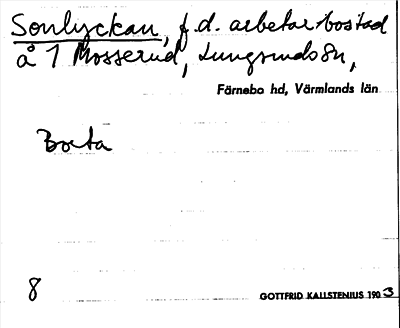 Sonlyckan, f.d. arbetarbostad
å 1 Mosserud, Lungsunds sn,
Färnebo hd, Värmlands län
Borta
8
GOTTFRID KALLSTENIUS 1903